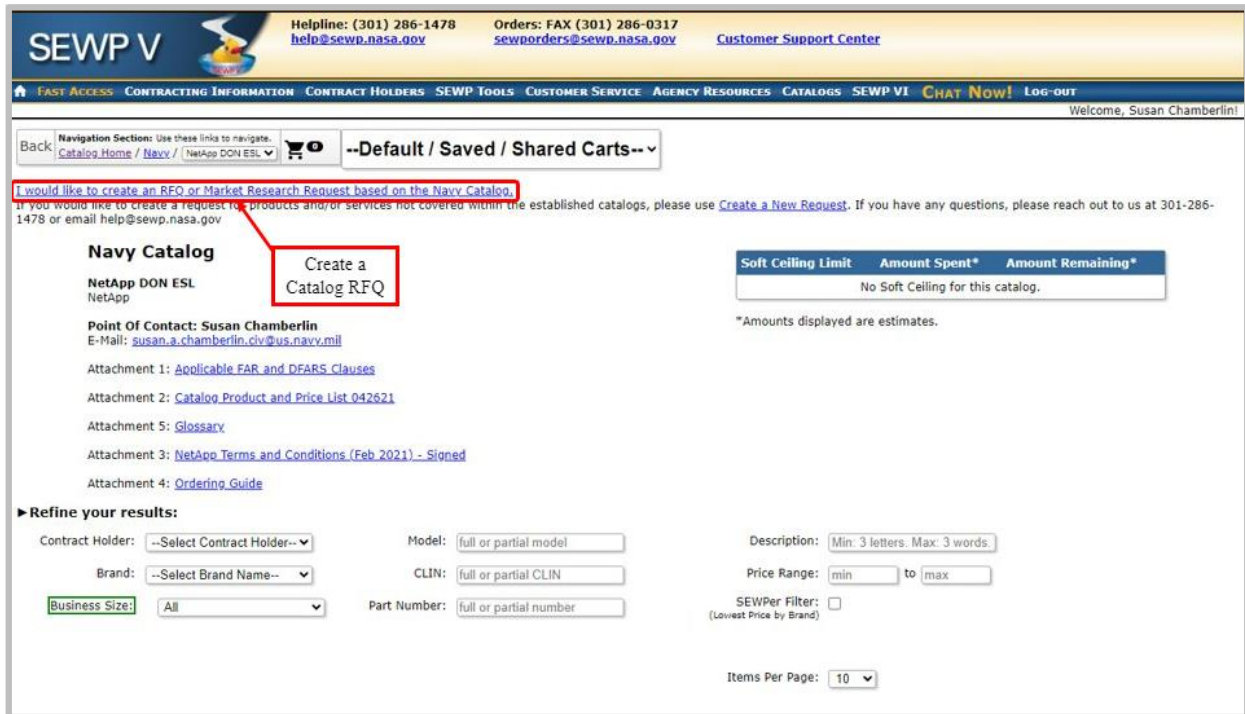 SEWP V
SEWP V
Helpline: (301) 286-1478
help@sewp.nasa.gov
Orders: FAX (301) 286-0317
sewporders@sewp.nasa.gov
Customer Support Center
FAST ACCESS CONTRACTING INFORMATION CONTRACT HOLDERS SEWP TOOLS CUSTOMER SERVICE AGENCY RESOURCES CATALOGS SEWP VI CHAT NOW! LOG-OUT
Welcome, Susan Chamberlin!
Back
Navigation Section: Use these links to navigate.
Catalog Home / Navy / NetApp DON ESL
0
--Default / Saved / Shared Carts--
I would like to create an RFQ or Market Research Request based on the Navy Catalog.
If you would like to create a request for products and/or services not covered within the established catalogs, please use Create a New Request. If you have any questions, please reach out to us at 301-286-
1478 or email help@sewp.nasa.gov
Create a
Catalog RFQ
Navy Catalog
NetApp DON ESL
NetApp
Point Of Contact: Susan Chamberlin
E-Mail: susan.a.chamberlin.civ@us.navy.mil
Attachment 1: Applicable FAR and DFARS Clauses
Attachment 2: Catalog Product and Price List 042621
Attachment 5: Glossary
Attachment 3: NetApp Terms and Conditions (Feb 2021) - Signed
Attachment 4: Ordering Guide
Soft Ceiling Limit Amount Spent* Amount Remaining*
No Soft Ceiling for this catalog.
*Amounts displayed are estimates.
►Refine your results:
Contract Holder: --Select Contract Holder-- Model: full or partial model Description: Min: 3 letters. Max: 3 words.
Brand: --Select Brand Name-- CLIN: full or partial CLIN Price Range: min to max
Business Size: All Part Number: full or partial number SEWPer Filter:
(Lowest Price by Brand)
Items Per Page: 10